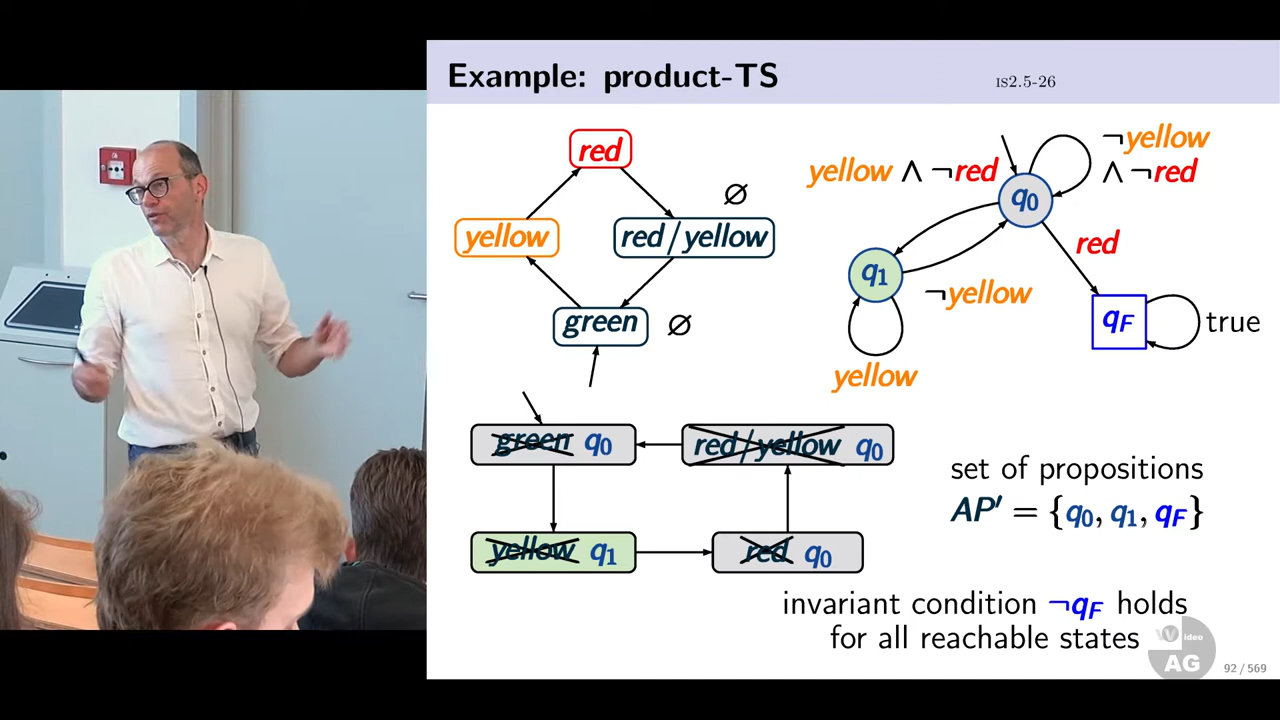 Example: product-TS
IS2.5-26
red
∅
yellow
red/yellow
green ∅
yellow ∧ ¬red
¬yellow
∧ ¬red
q0
red
q1
¬yellow
qF
true
yellow
green q0
red/yellow q0
yellow q1
red q0
set of propositions
AP′ = {q0, q1, qF}
invariant condition ¬qF holds
for all reachable states
Video
AG
92 / 569